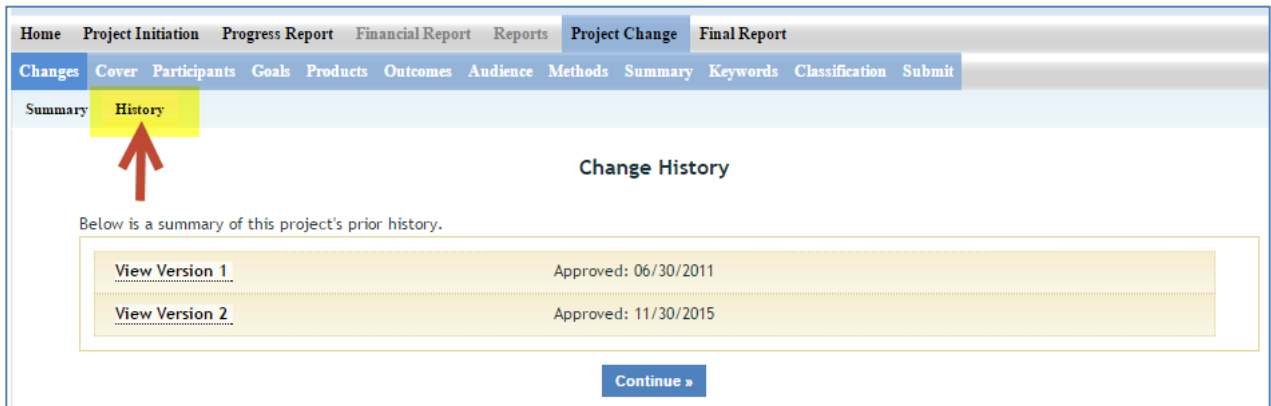 Home Project Initiation Progress Report Financial Report Reports Project Change Final Report
Changes Cover Participants Goals Products Outcomes Audience Methods Summary Keywords Classification Submit
Summary History
Change History
Below is a summary of this project's prior history.
View Version 1 Approved: 06/30/2011
View Version 2 Approved: 11/30/2015
Continue »